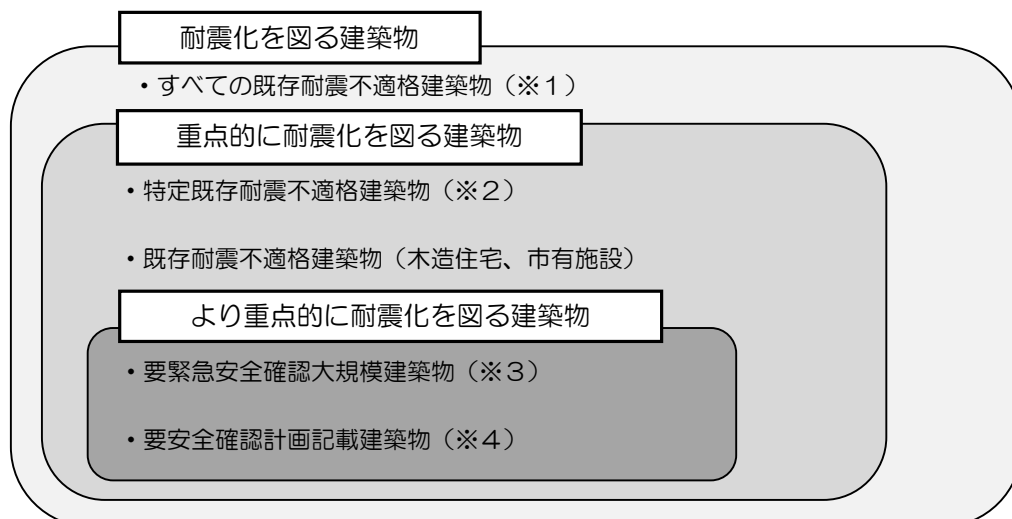 耐震化を図る建築物
・すべての既存耐震不適格建築物（※１）
重点的に耐震化を図る建築物
・特定既存耐震不適格建築物（※２）
・既存耐震不適格建築物（木造住宅、市有施設）
より重点的に耐震化を図る建築物
・要緊急安全確認大規模建築物（※３）
・要安全確認計画記載建築物（※４）